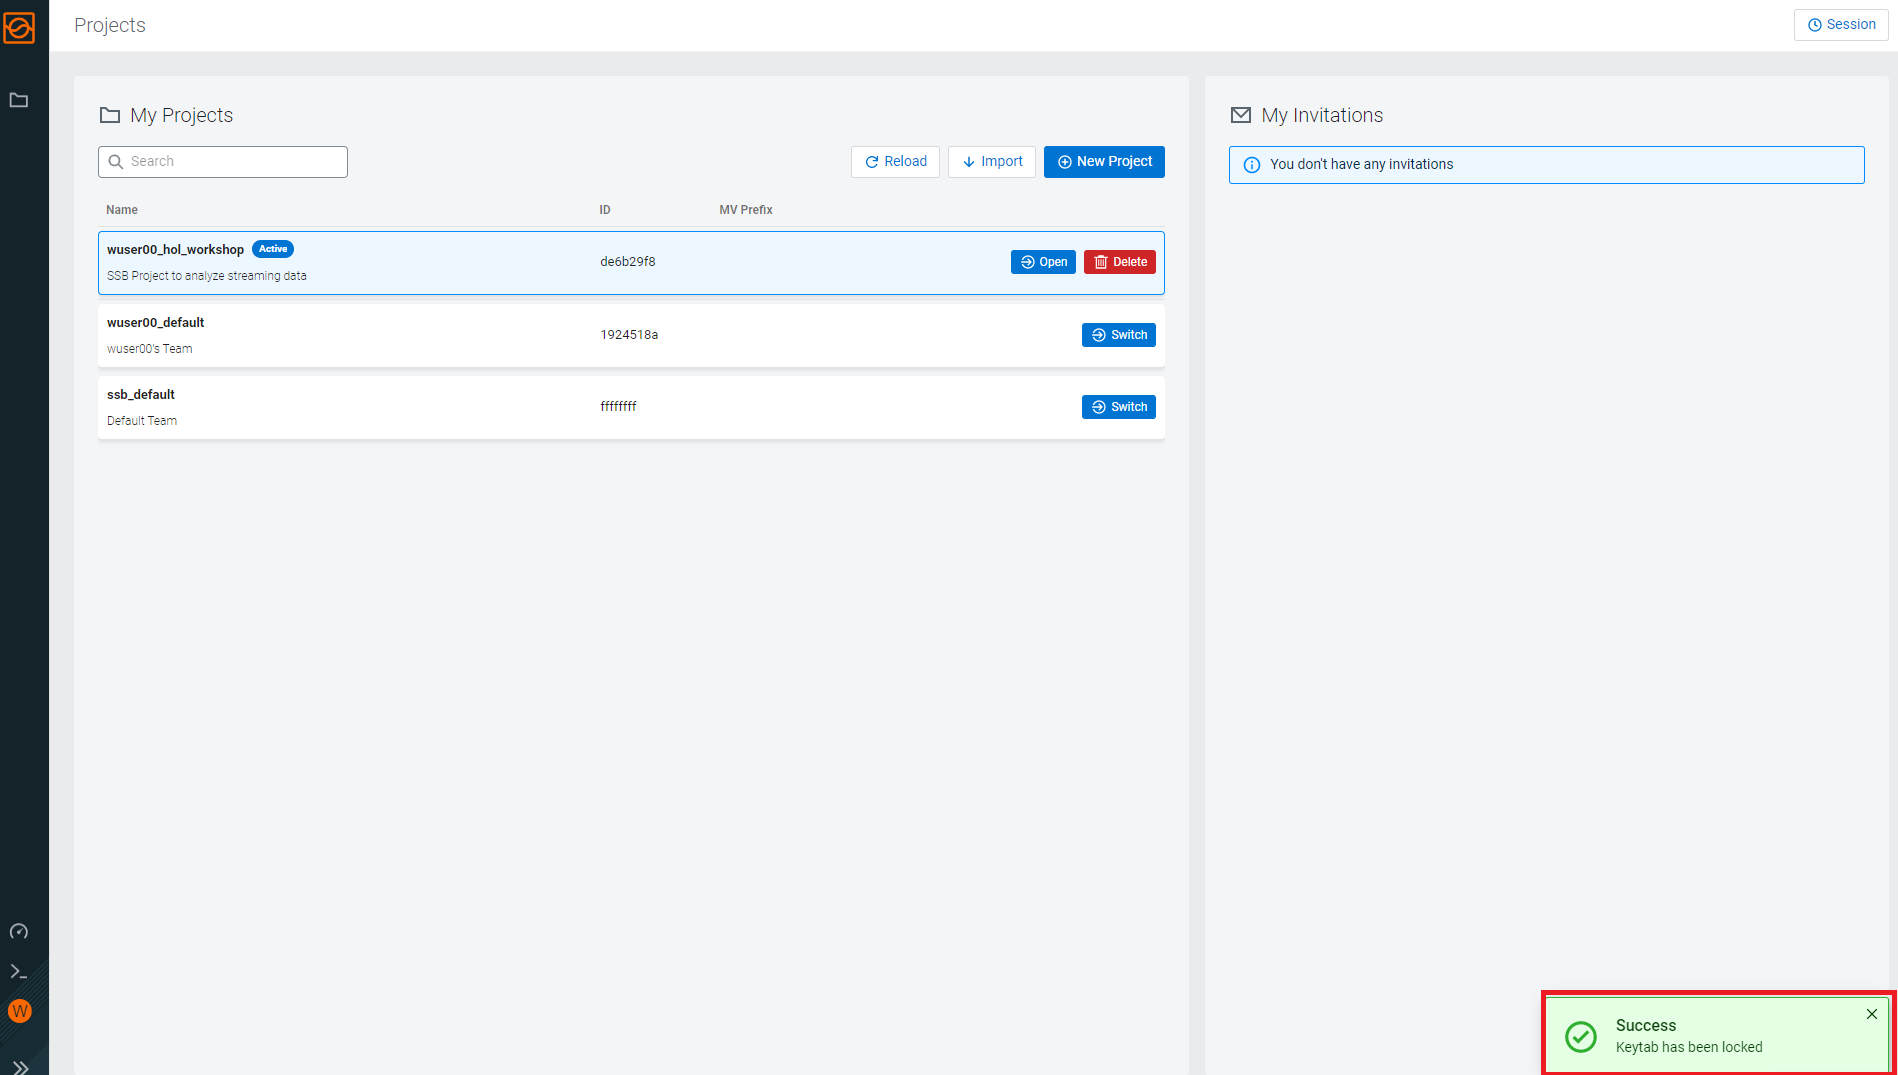 Projects
Session
My Projects
Search
Reload
Import
New Project
Name
ID
MV Prefix
wuser00_hol_workshop
Active
SSB Project to analyze streaming data
de6b29f8
Open
Delete
wuser00_default
wuser00's Team
1924518a
Switch
ssb_default
Default Team
ffffffff
Switch
My Invitations
You don't have any invitations
W
Success
Keytab has been locked